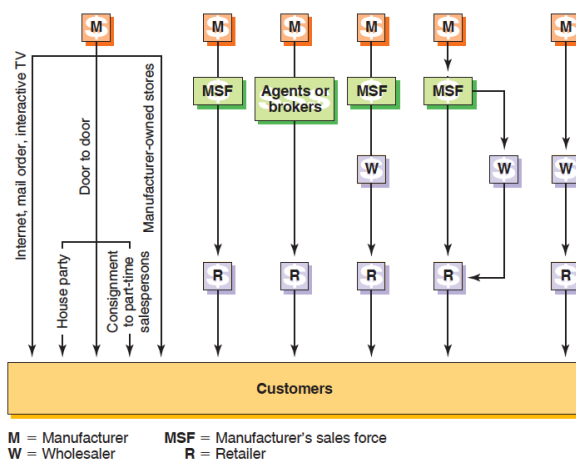 M
M
M
M
M
M
Internet, mail order, interactive TV
Door to door
Manufacturer-owned stores
House party
Consignment
to part-time
salespersons
MSF
Agents or
brokers
MSF
MSF
W
W
W
R
R
R
R
R
Customers
M = Manufacturer
MSF = Manufacturer's sales force
W = Wholesaler
R = Retailer